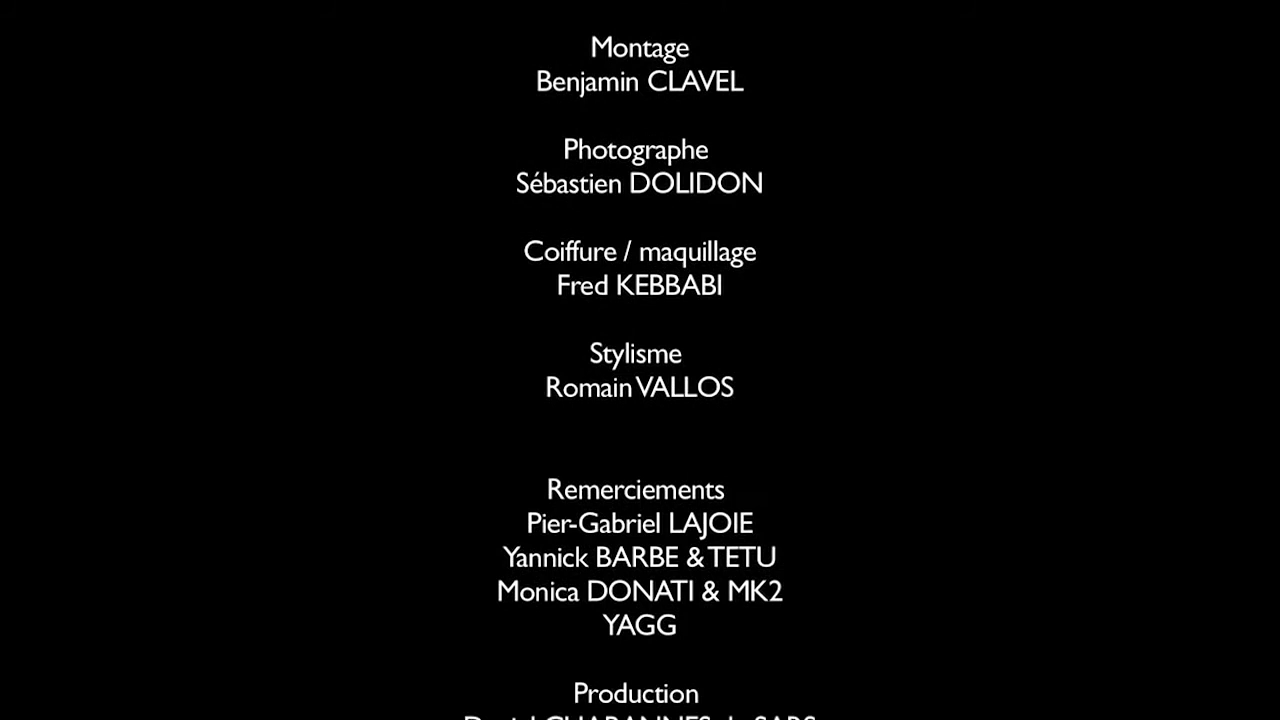 Montage
Benjamin CLAVEL
Photographe
Sébastien DOLIDON
Coiffure / maquillage
Fred KEBBABI
Stylisme
Romain VALLOS
Remerciements
Pier-Gabriel LAJOIE
Yannick BARBE & TETU
Monica DONATI & MK2
YAGG
Production